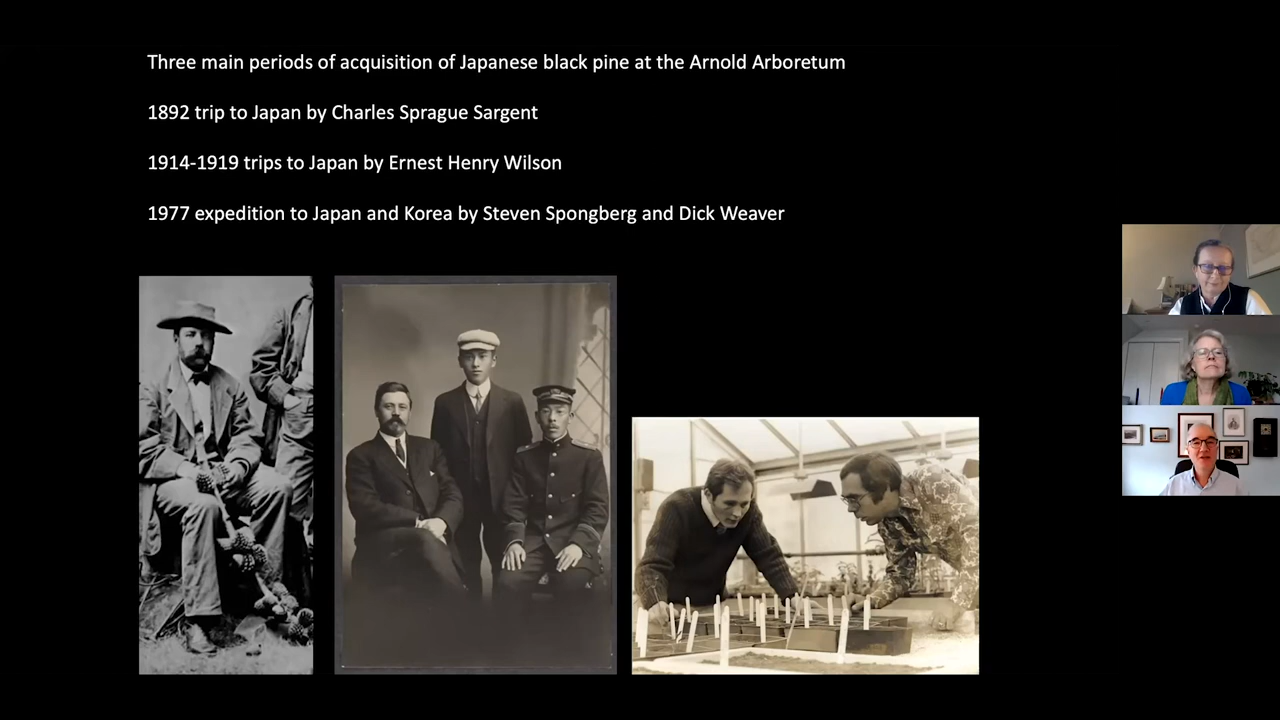 Three main periods of acquisition of Japanese black pine at the Arnold Arboretum
1892 trip to Japan by Charles Sprague Sargent
1914-1919 trips to Japan by Ernest Henry Wilson
1977 expedition to Japan and Korea by Steven Spongberg and Dick Weaver